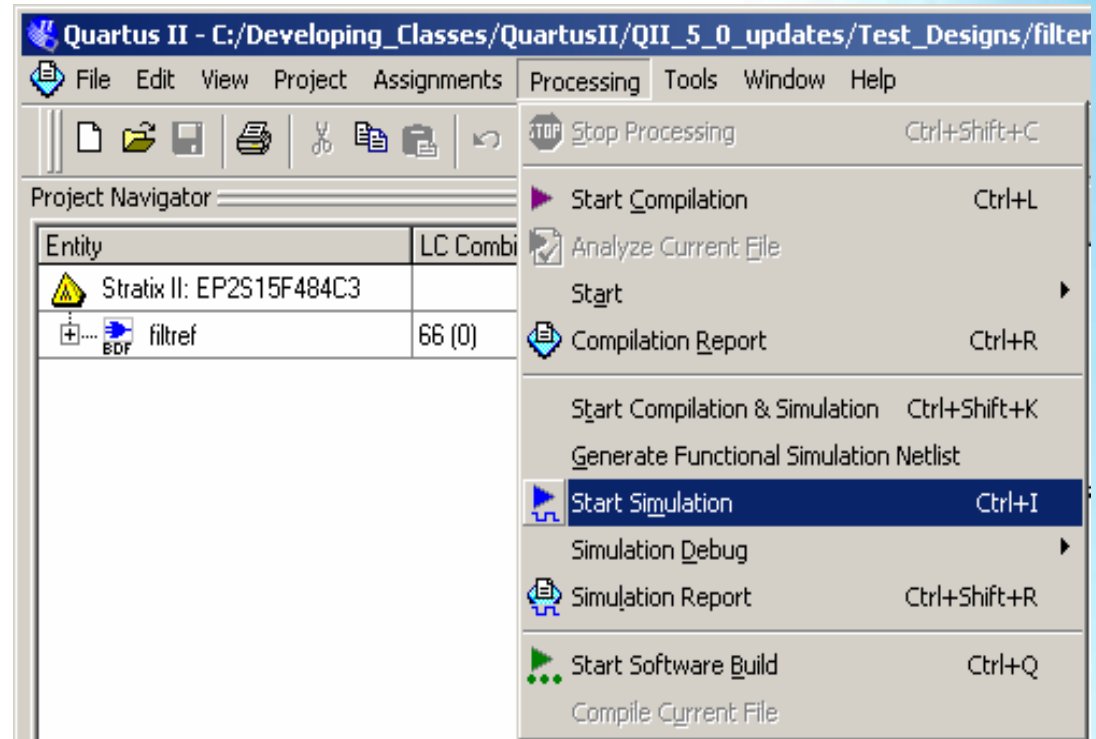 Quartus II - C:/Developing_Classes/QuartusII/QII_5_0_updates/Test_Designs/filter
File Edit View Project Assignments Processing Tools Window Help
STOP Stop Processing Ctrl+Shift+C
Project Navigator
Start Compilation Ctrl+L
Entity LC Combi
Analyze Current File
Stratix II: EP2S15F484C3
Start
BDF filtref 66 (0)
Compilation Report Ctrl+R
Start Compilation & Simulation Ctrl+Shift+K
Generate Functional Simulation Netlist
Start Simulation Ctrl+I
Simulation Debug
Simulation Report Ctrl+Shift+R
Start Software Build Ctrl+Q
Compile Current File